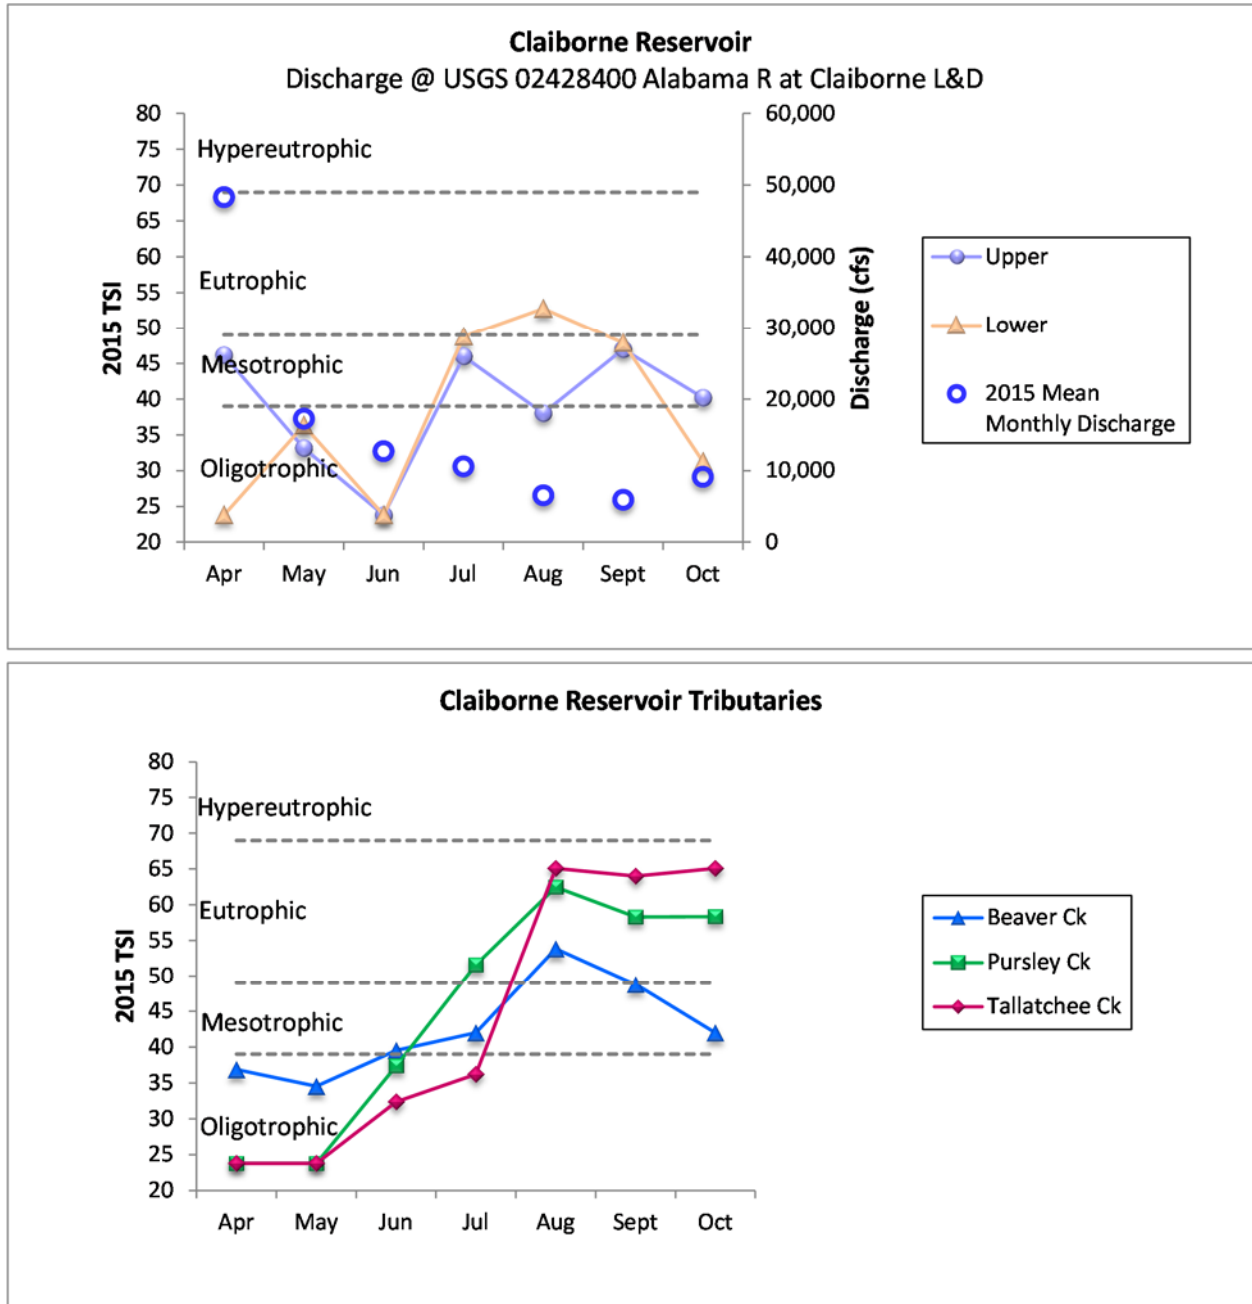 Claiborne Reservoir
Discharge @ USGS 02428400 Alabama R at Claiborne L&D
2015 TSI
80
75
70
65
60
55
50
45
40
35
30
25
20
Hypereutrophic
Eutrophic
Mesotrophic
Oligotrophic
60,000
50,000
40,000
30,000
20,000
10,000
0
Discharge (cfs)
Apr May Jun Jul Aug Sept Oct
Upper
Lower
2015 Mean
Monthly Discharge
Claiborne Reservoir Tributaries
2015 TSI
80
75
70
65
60
55
50
45
40
35
30
25
20
Hypereutrophic
Eutrophic
Mesotrophic
Oligotrophic
Apr May Jun Jul Aug Sept Oct
Beaver Ck
Pursley Ck
Tallatchee Ck